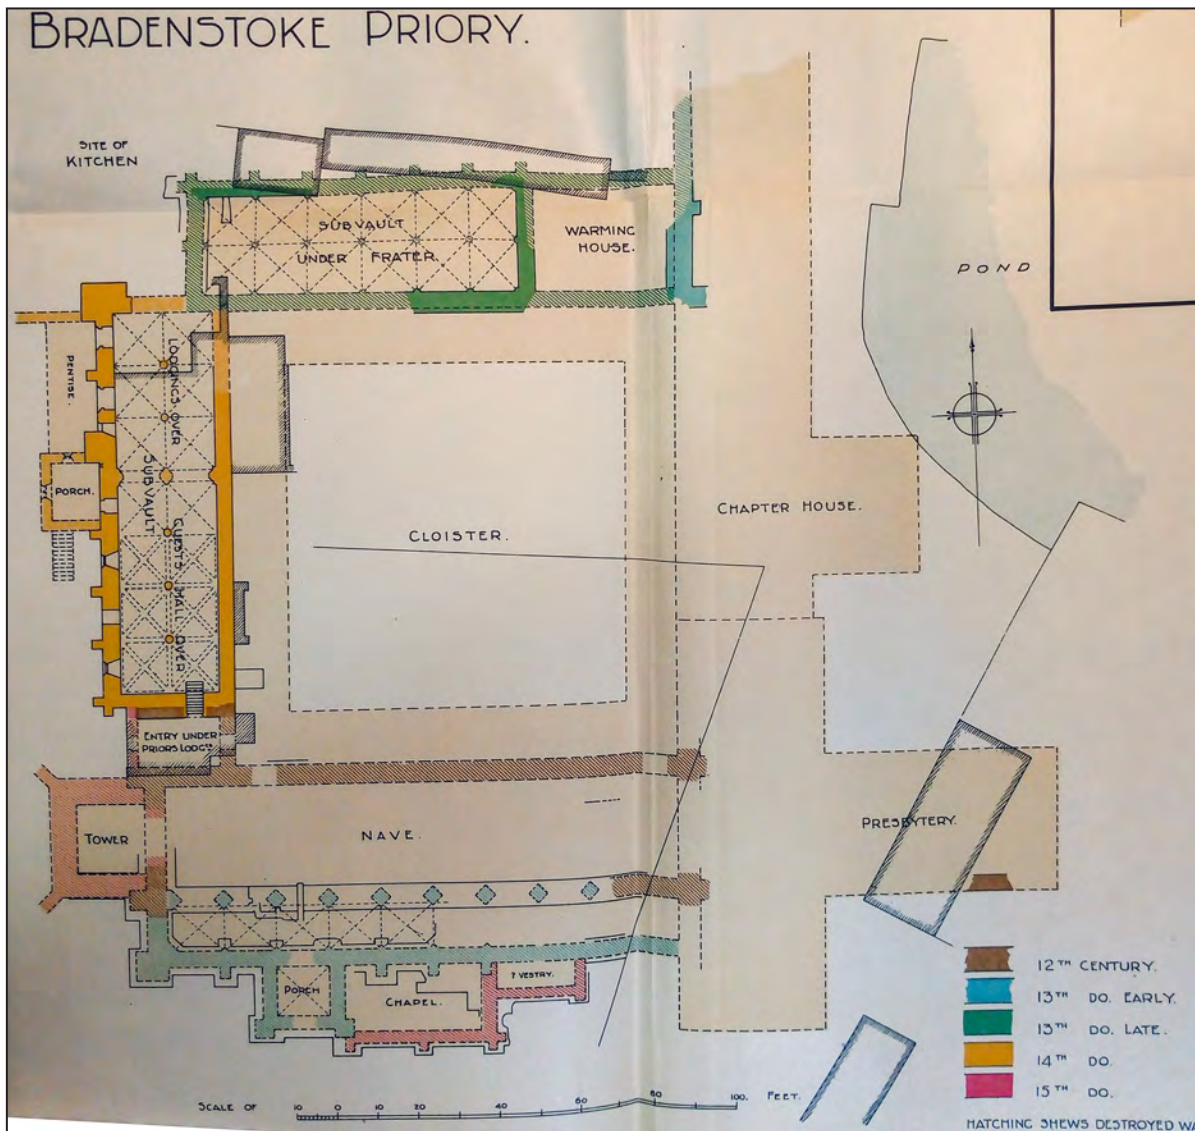 BRADENSTOKE PRIORY.
SITE OF
KITCHEN
SUBVAULT
UNDER FRATER.
WARMING
HOUSE.
POND
PENTISE.
LODGINGS OVER
SUBVAULT
GUESTS HALL OVER
PORCH.
CLOISTER.
CHAPTER HOUSE.
ENTRY UNDER
PRIORS LODGGS
TOWER
NAVE.
PRESBYTERY.
PORCH
CHAPEL.
? VESTRY.
12TH CENTURY.
13TH DO. EARLY.
13TH DO. LATE.
14TH DO.
15TH DO.
SCALE OF 10 0 20 40 60 80 100. FEET.
HATCHING SHEWS DESTROYED WA